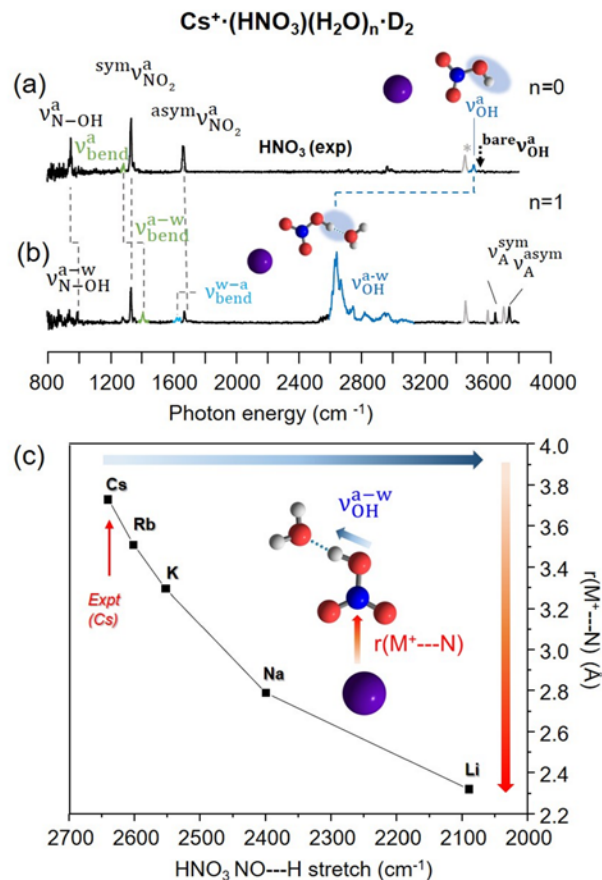 Cs⁺·(HNO₃)(H₂O)ₙ·D₂
(a)
ν^a_N−OH
ν^a_bend
^sym ν^a_NO₂
^asym ν^a_NO₂
HNO₃ (exp)
ν^a_OH
n=0
*
^bare ν^a_OH
n=1
(b)
ν^a−w_N−OH
ν^a−w_bend
ν^w−a_bend
ν^a-w_OH
ν^sym_A
ν^asym_A
800 1200 1600 2000 2400 2800 3200 3600 4000
Photon energy (cm⁻¹)
(c)
Cs
Rb
K
Na
Li
Expt
(Cs)
ν^a−w_OH
r(M⁺---N)
4.0
3.8
3.6
3.4
3.2
3.0
2.8
2.6
2.4
2.2
r(M⁺---N) (Å)
2700 2600 2500 2400 2300 2200 2100 2000
HNO₃ NO---H stretch (cm⁻¹)